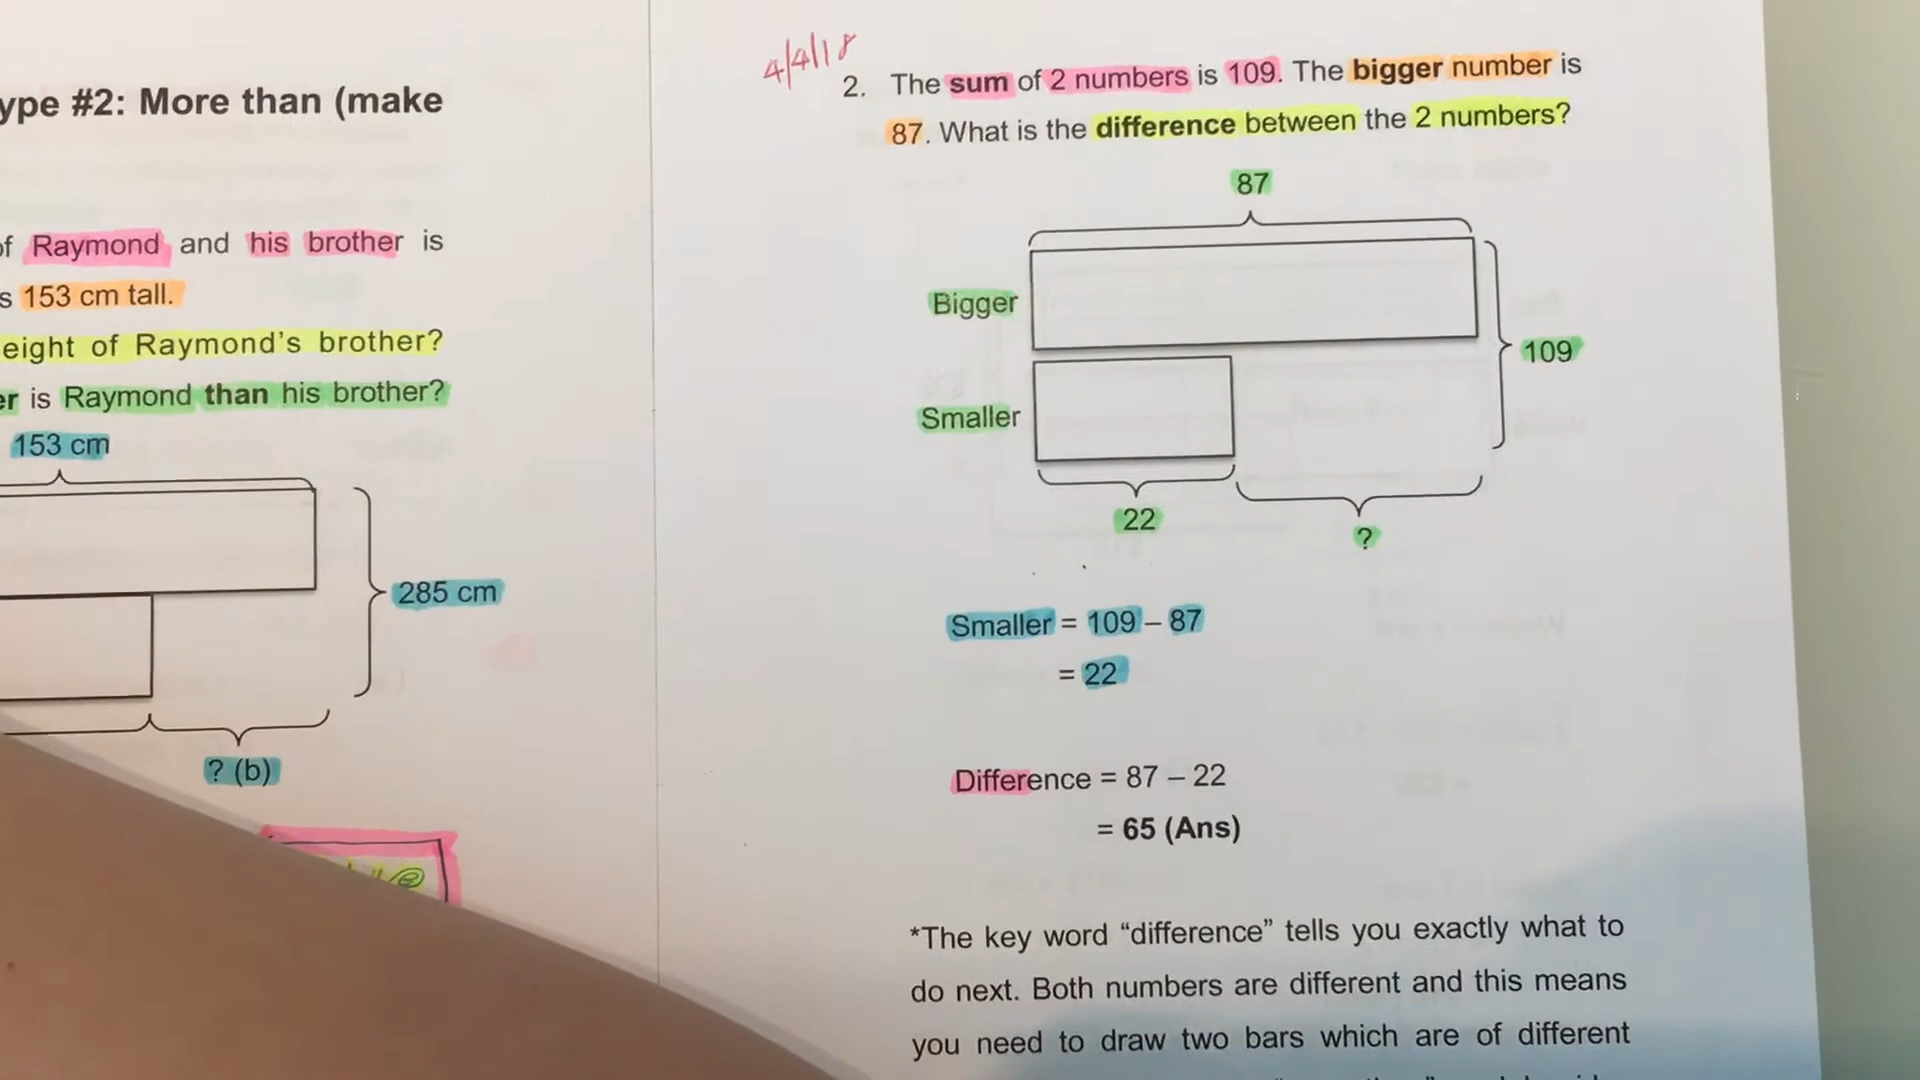 ype #2: More than (make
of Raymond and his brother is
s 153 cm tall.
eight of Raymond's brother?
er is Raymond than his brother?
153 cm
285 cm
? (b)
4/4/18
2. The sum of 2 numbers is 109. The bigger number is
87. What is the difference between the 2 numbers?
87
Bigger
109
Smaller
22
?
Smaller = 109 – 87
= 22
Difference = 87 – 22
= 65 (Ans)
*The key word “difference” tells you exactly what to
do next. Both numbers are different and this means
you need to draw two bars which are of different